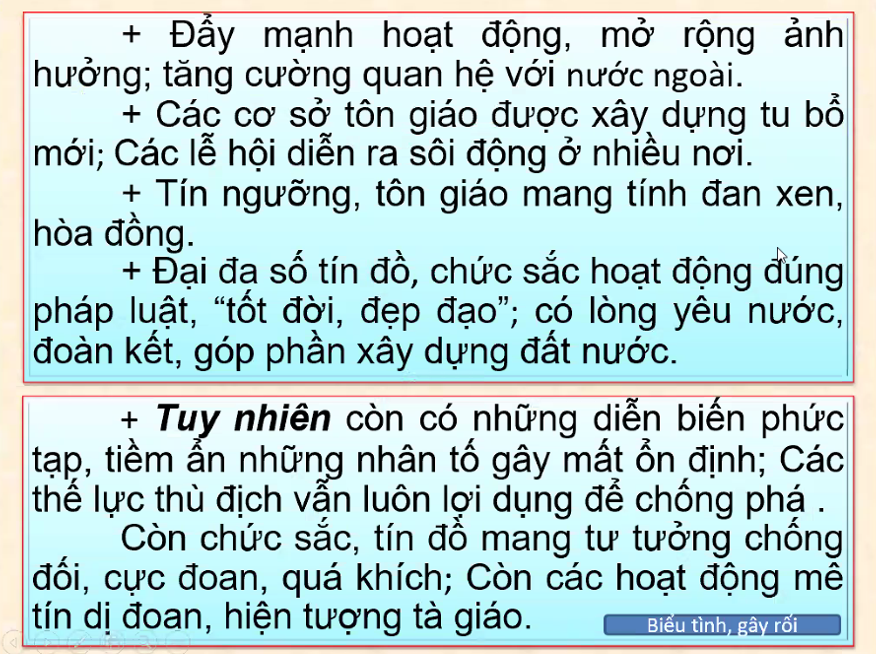 + Đẩy mạnh hoạt động, mở rộng ảnh
hưởng; tăng cường quan hệ với nước ngoài.
+ Các cơ sở tôn giáo được xây dựng tu bổ
mới; Các lễ hội diễn ra sôi động ở nhiều nơi.
+ Tín ngưỡng, tôn giáo mang tính đan xen,
hòa đồng.
+ Đại đa số tín đồ, chức sắc hoạt động đúng
pháp luật, “tốt đời, đẹp đạo”; có lòng yêu nước,
đoàn kết, góp phần xây dựng đất nước.
+ Tuy nhiên còn có những diễn biến phức
tạp, tiềm ẩn những nhân tố gây mất ổn định; Các
thế lực thù địch vẫn luôn lợi dụng để chống phá .
Còn chức sắc, tín đồ mang tư tưởng chống
đối, cực đoan, quá khích; Còn các hoạt động mê
tín dị đoan, hiện tượng tà giáo.
Biểu tình, gây rối